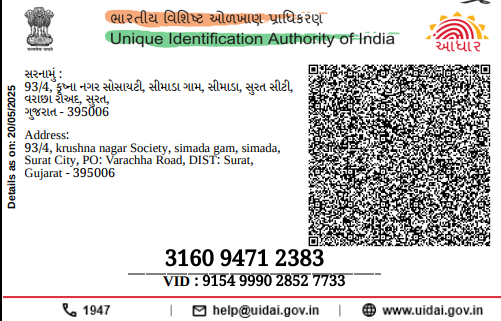 ભારતીય વિશિષ્ટ ઓળખાણ પ્રાધિકરણ
Unique Identification Authority of India
આધાર
સરનામું :
93/4, કૃષ્ના નગર સોસાયટી, સીમાડા ગામ, સીમાડા, સુરત સીટી,
વરાછા રોઅદ, સુરત,
ગુજરાત - 395006
Address:
93/4, krushna nagar Society, simada gam, simada,
Surat City, PO: Varachha Road, DIST: Surat,
Gujarat - 395006
Details as on: 20/05/2025
3160 9471 2383
VID : 9154 9990 2852 7733
1947 | help@uidai.gov.in | www.uidai.gov.in